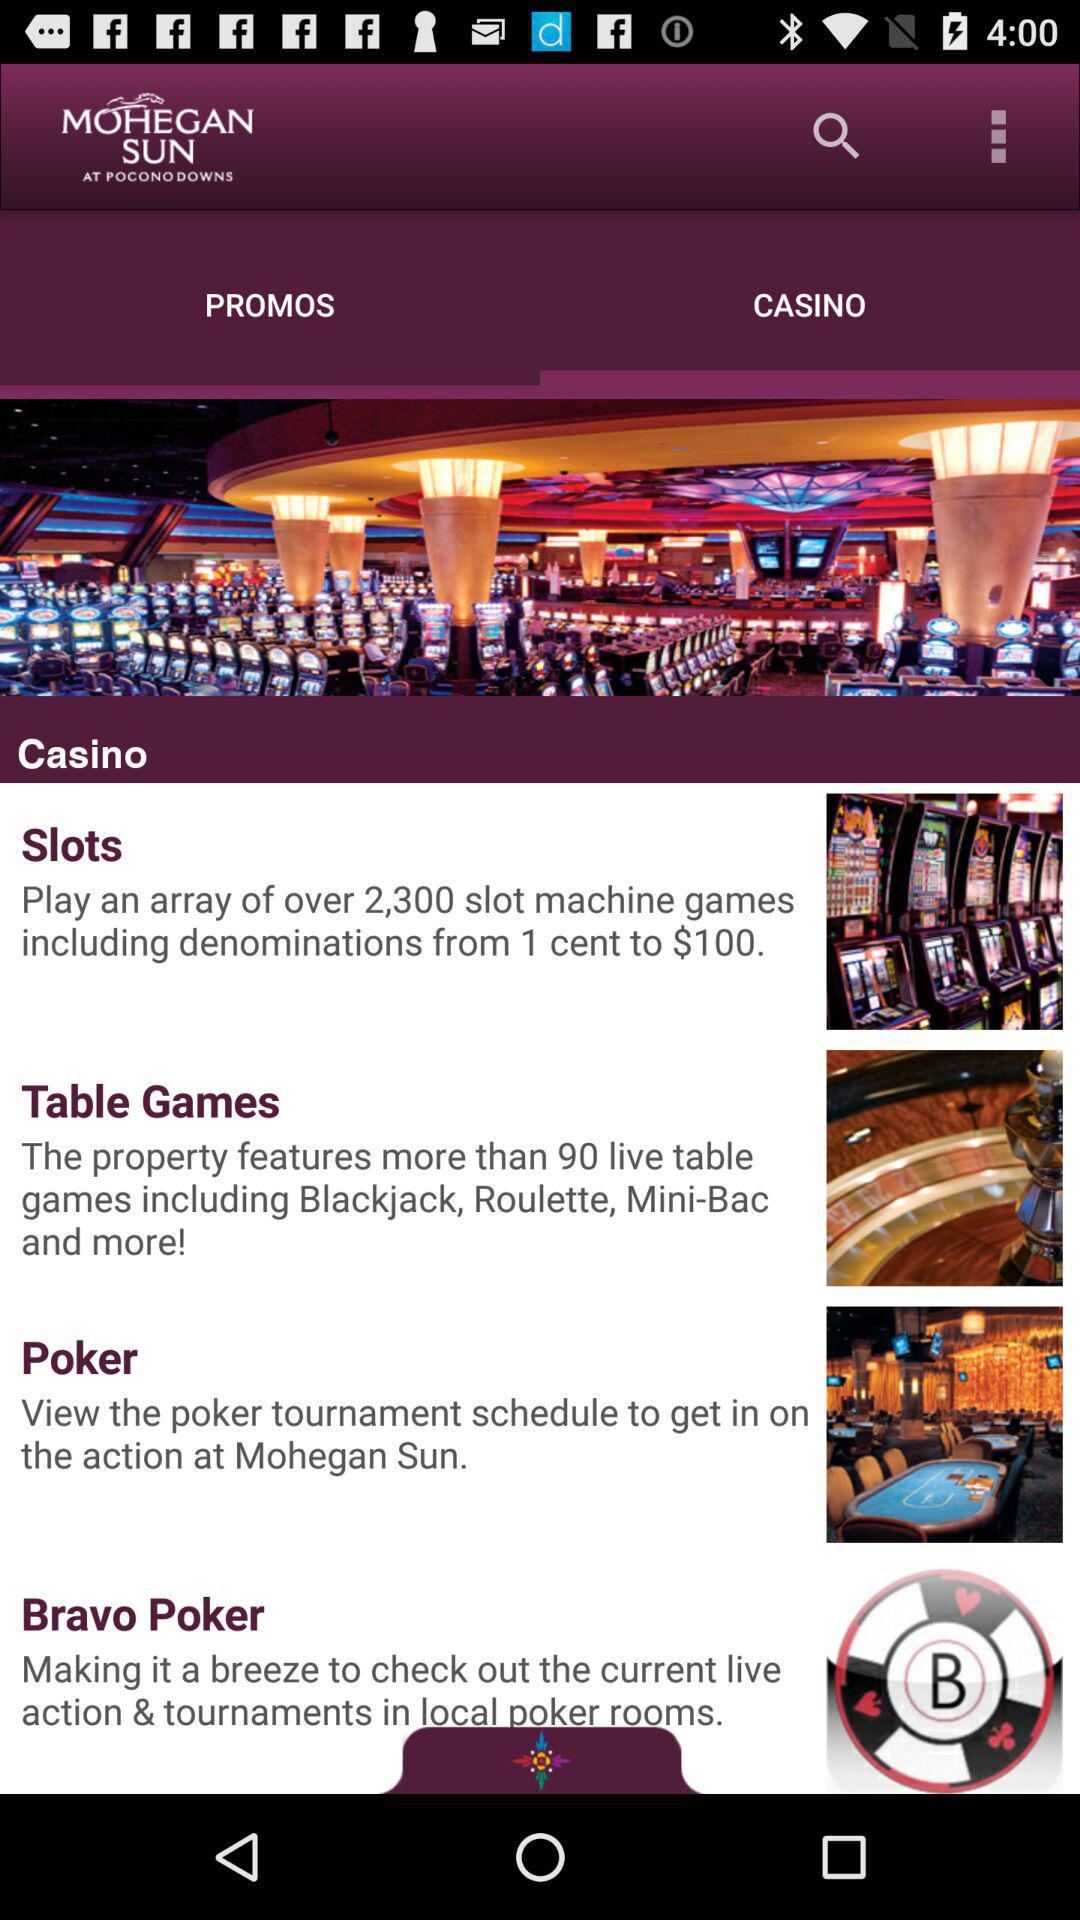 4:00
MOHEGAN
SUN
AT POCONO DOWNS
PROMOS
CASINO
Casino
Slots
Play an array of over 2,300 slot machine games
including denominations from 1 cent to $100.
Table Games
The property features more than 90 live table
games including Blackjack, Roulette, Mini-Bac
and more!
Poker
View the poker tournament schedule to get in on
the action at Mohegan Sun.
Bravo Poker
Making it a breeze to check out the current live
action & tournaments in local poker rooms.
B